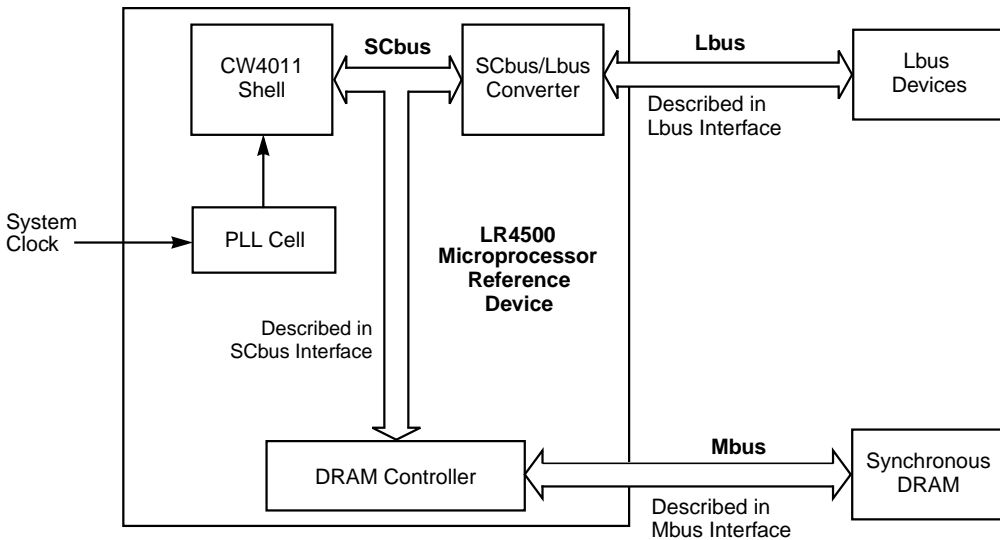 CW4011
Shell
SCbus
SCbus/Lbus
Converter
Lbus
Described in
Lbus Interface
Lbus
Devices
System
Clock
PLL Cell
LR4500
Microprocessor
Reference
Device
Described in
SCbus Interface
DRAM Controller
Mbus
Described in
Mbus Interface
Synchronous
DRAM